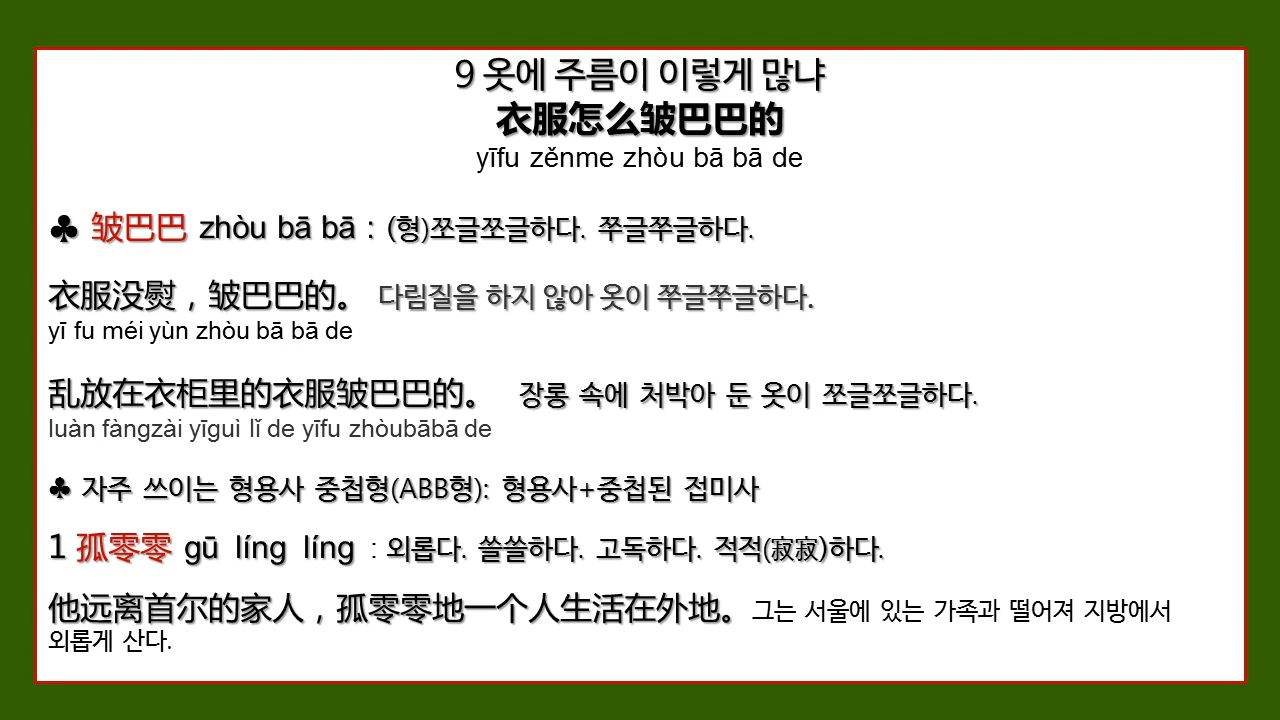 9 옷에 주름이 이렇게 많냐
衣服怎么皱巴巴的
yīfu zěnme zhòu bā bā de
♣ 皱巴巴 zhòu bā bā : (형)쪼글쪼글하다. 쭈글쭈글하다.
衣服没熨，皱巴巴的。 다림질을 하지 않아 옷이 쭈글쭈글하다.
yī fu méi yùn zhòu bā bā de
乱放在衣柜里的衣服皱巴巴的。 장롱 속에 처박아 둔 옷이 쪼글쪼글하다.
luàn fàngzài yīguì lǐ de yīfu zhòubābā de
♣ 자주 쓰이는 형용사 중첩형(ABB형): 형용사+중첩된 접미사
1 孤零零 gū líng líng : 외롭다. 쓸쓸하다. 고독하다. 적적(寂寂)하다.
他远离首尔的家人，孤零零地一个人生活在外地。그는 서울에 있는 가족과 떨어져 지방에서
외롭게 산다.